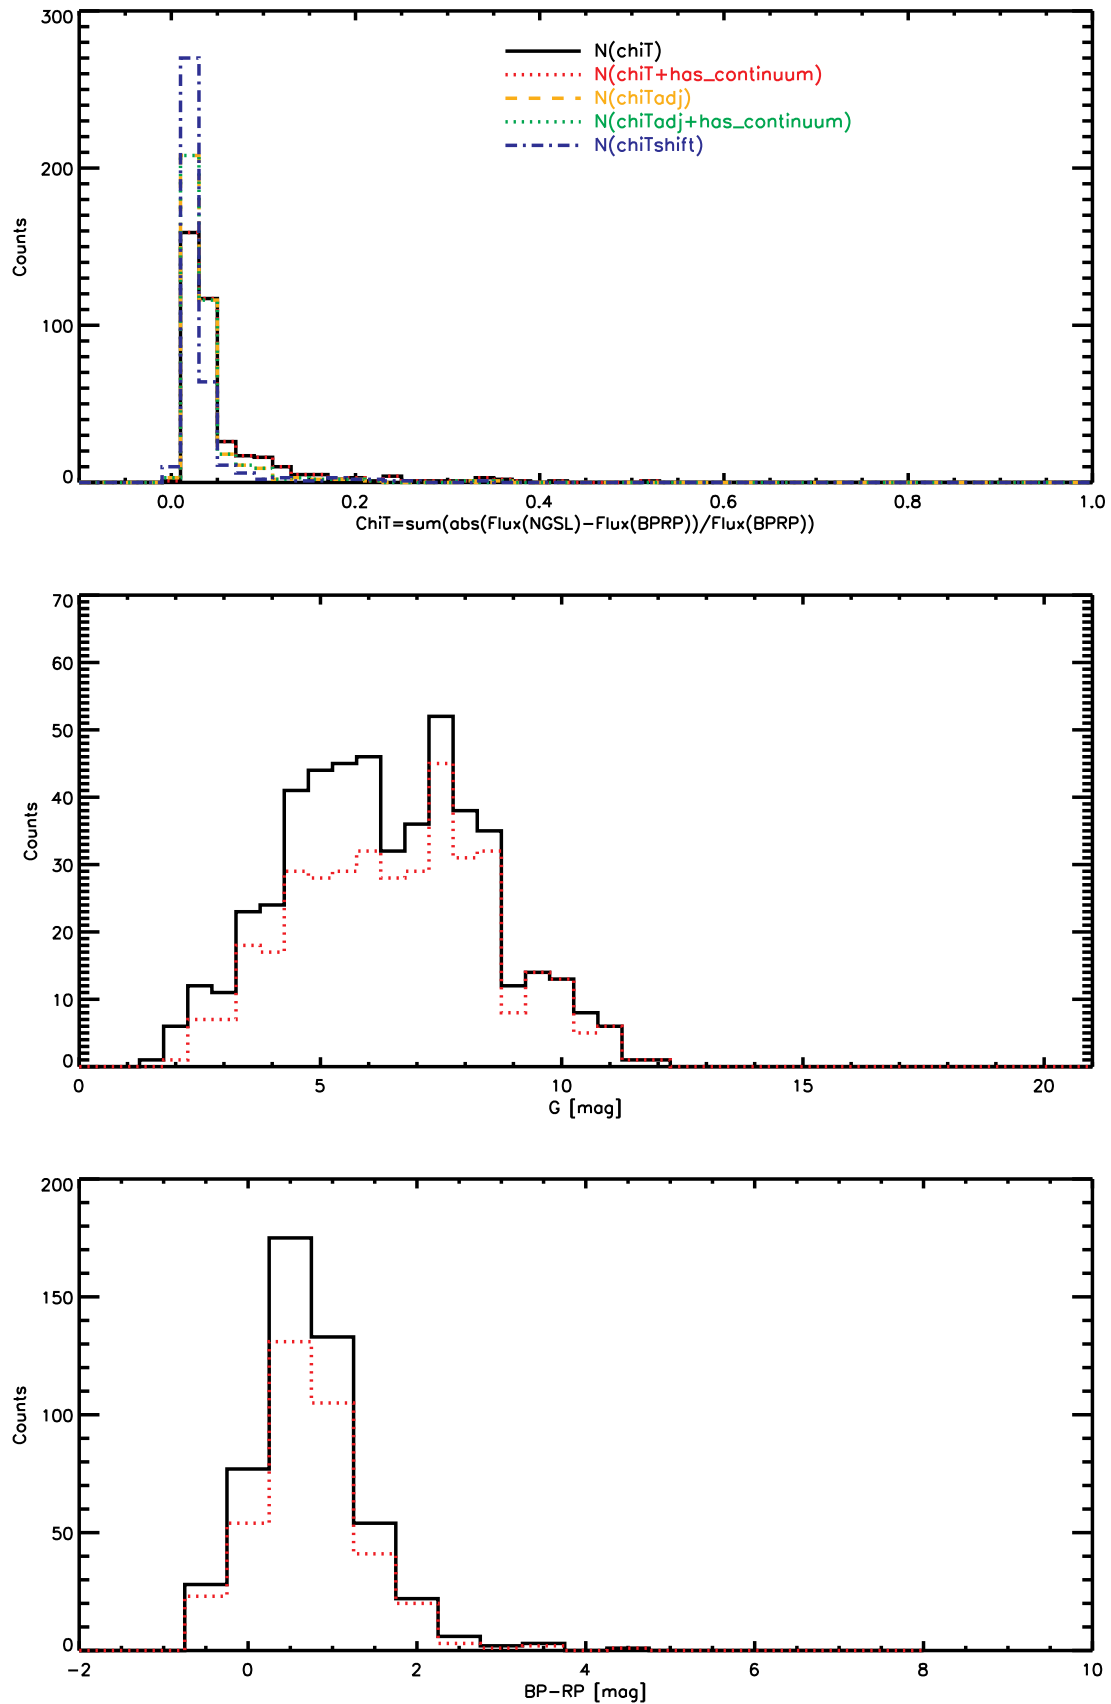 300
200
100
0
Counts
N(chiT)
N(chiT+has_continuum)
N(chiTadj)
N(chiTadj+has_continuum)
N(chiTshift)
0.0 0.2 0.4 0.6 0.8 1.0
ChiT=sum(abs(Flux(NGSL)-Flux(BPRP))/Flux(BPRP))
70
60
50
40
30
20
10
0
Counts
0 5 10 15 20
G [mag]
200
150
100
50
0
Counts
-2 0 2 4 6 8 10
BP-RP [mag]